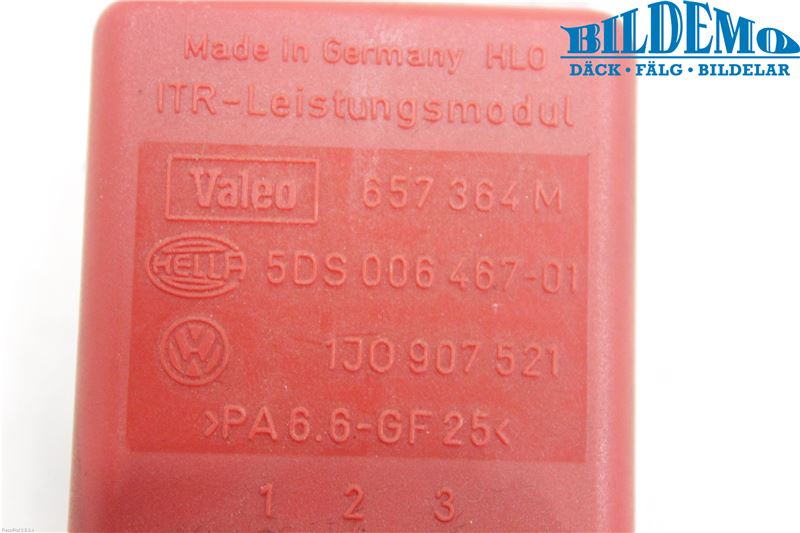 BILDEMO
DÄCK • FÄLG • BILDELAR
Made in Germany HLO
ITR-Leistungsmodul
Valeo 657 364 M
HELLA 5DS 006 467-01
VW 1J0 907 521
>PA 6.6-GF 25<
1 2 3